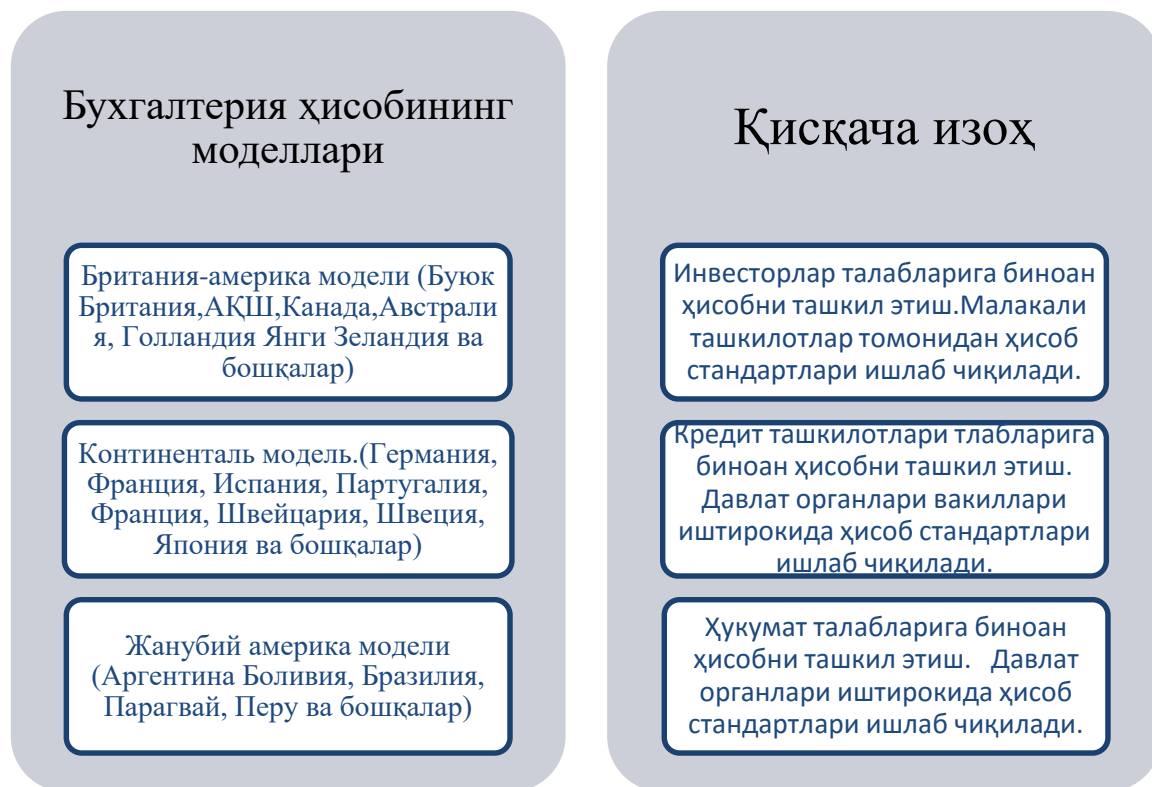 Бухгалтерия ҳисобининг
моделлари
Британия-америка модели (Буюк
Британия,АҚШ,Канада,Австрали
я, Голландия Янги Зеландия ва
бошқалар)
Континенталь модель.(Германия,
Франция, Испания, Партугалия,
Франция, Швейцария, Швеция,
Япония ва бошқалар)
Жанубий америка модели
(Аргентина Боливия, Бразилия,
Парагвай, Перу ва бошқалар)
Қисқача изоҳ
Инвесторлар талабларига биноан
ҳисобни ташкил этиш.Малакали
ташкилотлар томонидан ҳисоб
стандартлари ишлаб чиқилади.
Кредит ташкилотлари тлабларига
биноан ҳисобни ташкил этиш.
Давлат органлари вакиллари
иштирокида ҳисоб стандартлари
ишлаб чиқилади.
Ҳукумат талабларига биноан
ҳисобни ташкил этиш.   Давлат
органлари иштирокида ҳисоб
стандартлари ишлаб чиқилади.